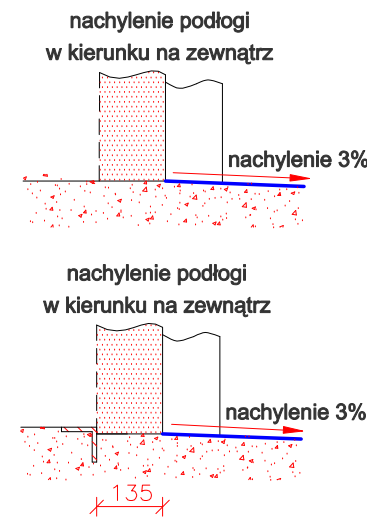 nachylenie podłogi
w kierunku na zewnątrz
nachylenie 3%
nachylenie podłogi
w kierunku na zewnątrz
nachylenie 3%
135